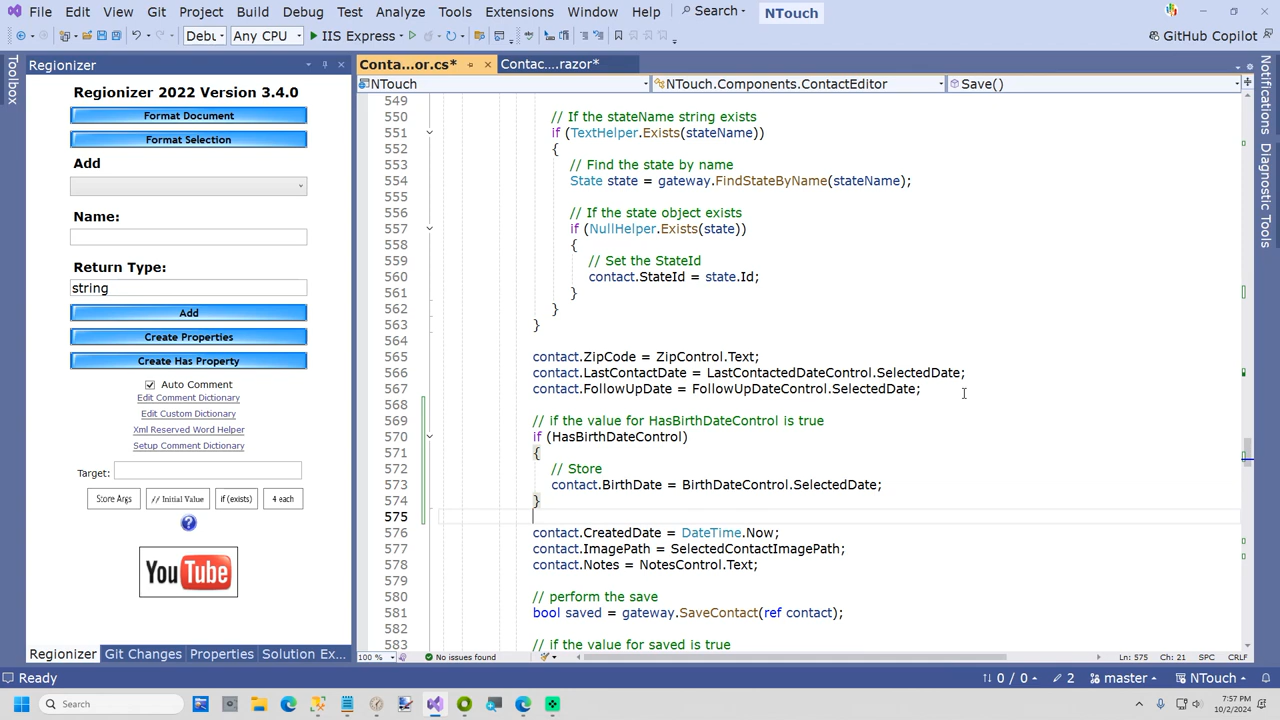 File Edit View Git Project Build Debug Test Analyze Tools Extensions Window Help Search NTouch
Debu Any CPU IIS Express GitHub Copilot
Toolbox
Regionizer
Regionizer 2022 Version 3.4.0
Format Document
Format Selection
Add
Name:
Return Type:
string
Add
Create Properties
Create Has Property
Auto Comment
Edit Comment Dictionary
Edit Custom Dictionary
Xml Reserved Word Helper
Setup Comment Dictionary
Target:
Store Args // Initial Value if (exists) 4 each
?
YouTube
Regionizer Git Changes Properties Solution Ex...
Conta...or.cs* Contac....razor*
NTouch NTouch.Components.ContactEditor Save()
549
550 // If the stateName string exists
551 if (TextHelper.Exists(stateName))
552 {
553 // Find the state by name
554 State state = gateway.FindStateByName(stateName);
555
556 // If the state object exists
557 if (NullHelper.Exists(state))
558 {
559 // Set the StateId
560 contact.StateId = state.Id;
561 }
562 }
563 }
564
565 contact.ZipCode = ZipControl.Text;
566 contact.LastContactDate = LastContactedDateControl.SelectedDate;
567 contact.FollowUpDate = FollowUpDateControl.SelectedDate;
568
569 // if the value for HasBirthDateControl is true
570 if (HasBirthDateControl)
571 {
572 // Store
573 contact.BirthDate = BirthDateControl.SelectedDate;
574 }
575
576 contact.CreatedDate = DateTime.Now;
577 contact.ImagePath = SelectedContactImagePath;
578 contact.Notes = NotesControl.Text;
579
580 // perform the save
581 bool saved = gateway.SaveContact(ref contact);
582
583 // if the value for saved is true
100 % No issues found Ln: 575 Ch: 21 SPC CRLF
Notifications
Diagnostic Tools
Ready 0 / 0 2 master NTouch
Search 7:57 PM
10/2/2024